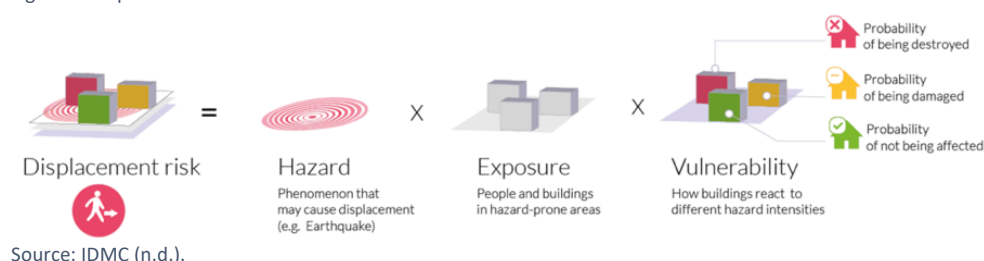 Probability
of being destroyed
Probability
of being damaged
Probability
of not being affected
=
X
X
Displacement risk
Hazard
Phenomenon that
may cause displacement
(e.g. Earthquake)
Exposure
People and buildings
in hazard-prone areas
Vulnerability
How buildings react to
different hazard intensities
Source: IDMC (n.d.).